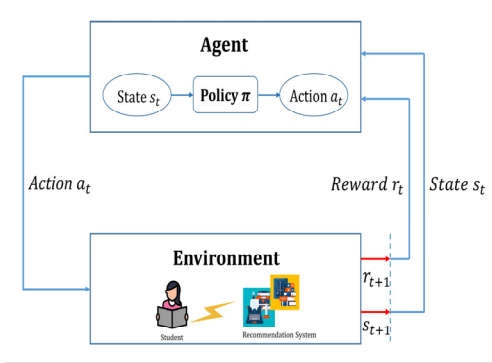 Agent
State s_t
Policy π
Action a_t
Action a_t
Reward r_t
State s_t
Environment
r_{t+1}
s_{t+1}
Student
Recommendation System